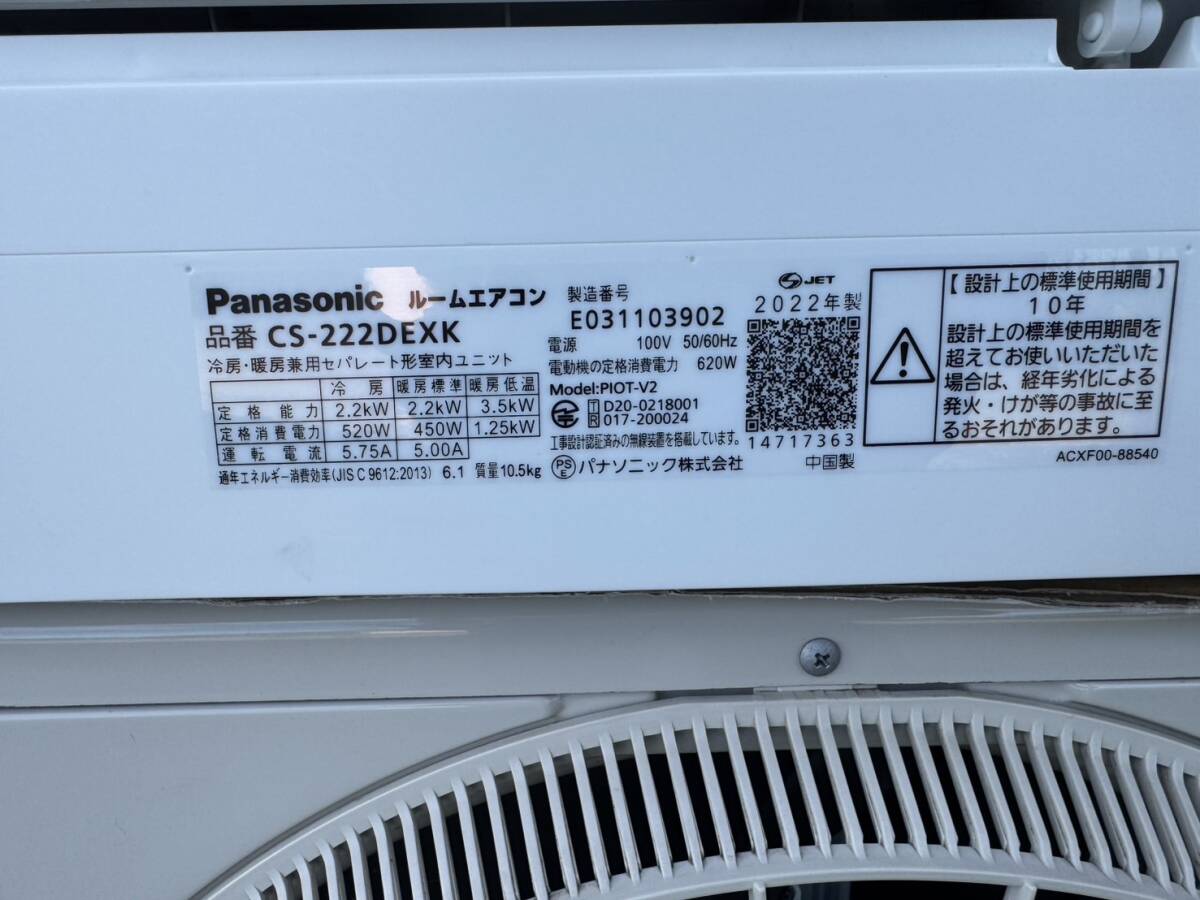 Panasonic ルームエアコン
品番 CS-222DEXK
冷房・暖房兼用セパレート形室内ユニット
冷房 暖房標準 暖房低温
定格能力 2.2kW 2.2kW 3.5kW
定格消費電力 520W 450W 1.25kW
運転電流 5.75A 5.00A
通年エネルギー消費効率(JIS C 9612:2013) 6.1 質量10.5kg
製造番号
E031103902
電源 100V 50/60Hz
電動機の定格消費電力 620W
Model:PIOT-V2
T D20-0218001
R 017-200024
工事設計認証済みの無線装置を搭載しています。
PSE パナソニック株式会社
JET
2022年製
14717363
中国製
【設計上の標準使用期間】
10年
設計上の標準使用期間を
超えてお使いいただいた
場合は、経年劣化による
発火・けが等の事故に至
るおそれがあります。
ACXF00-88540